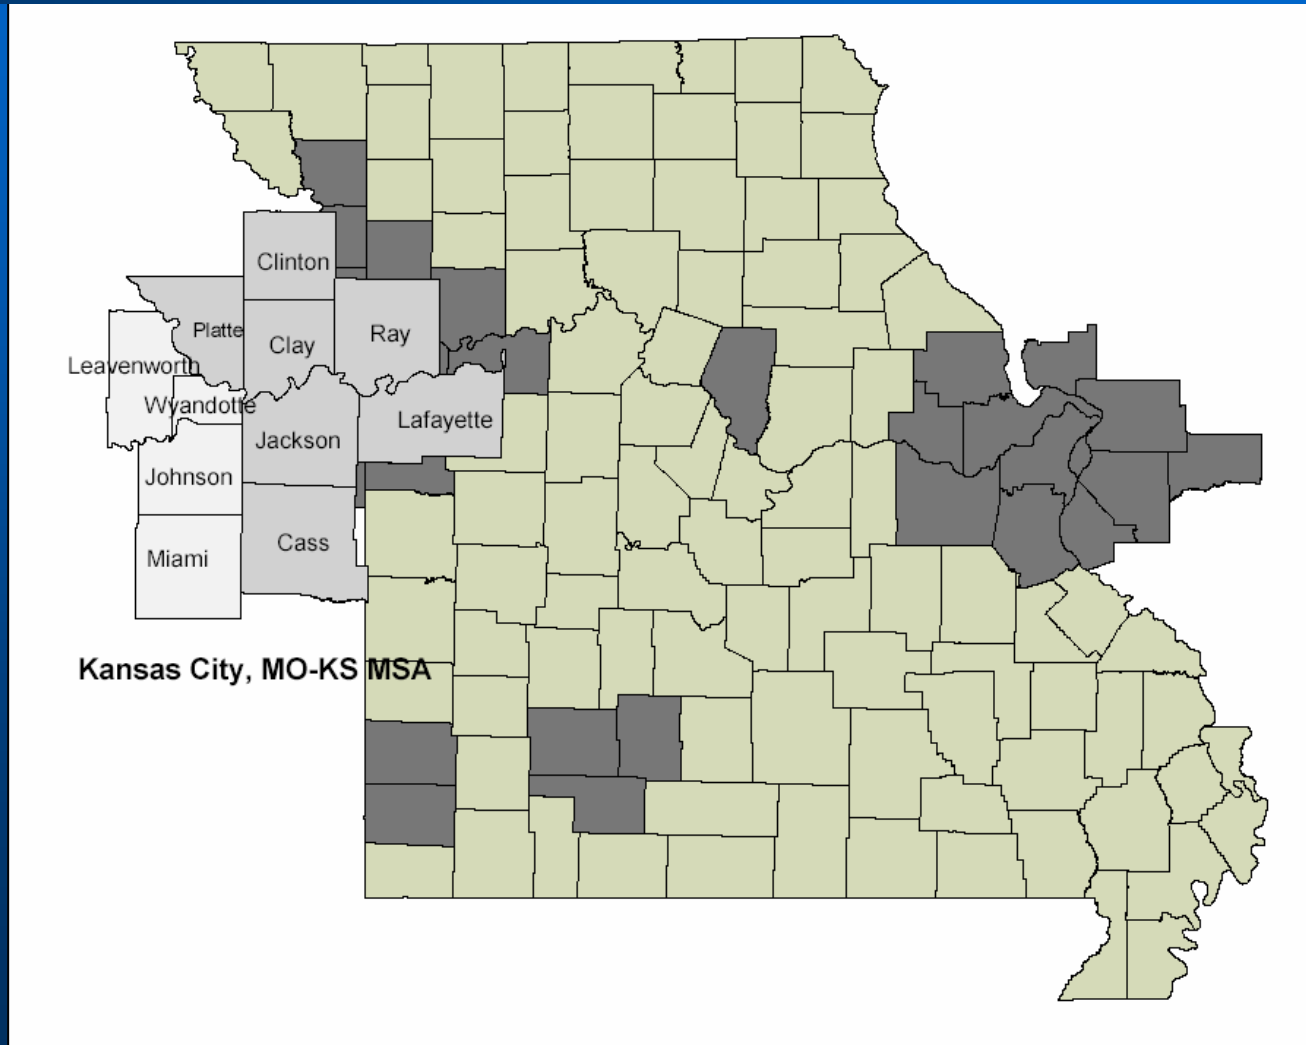 Clinton
Platte
Clay
Ray
Leavenworth
Wyandotte
Jackson
Lafayette
Johnson
Cass
Miami
Kansas City, MO-KS MSA